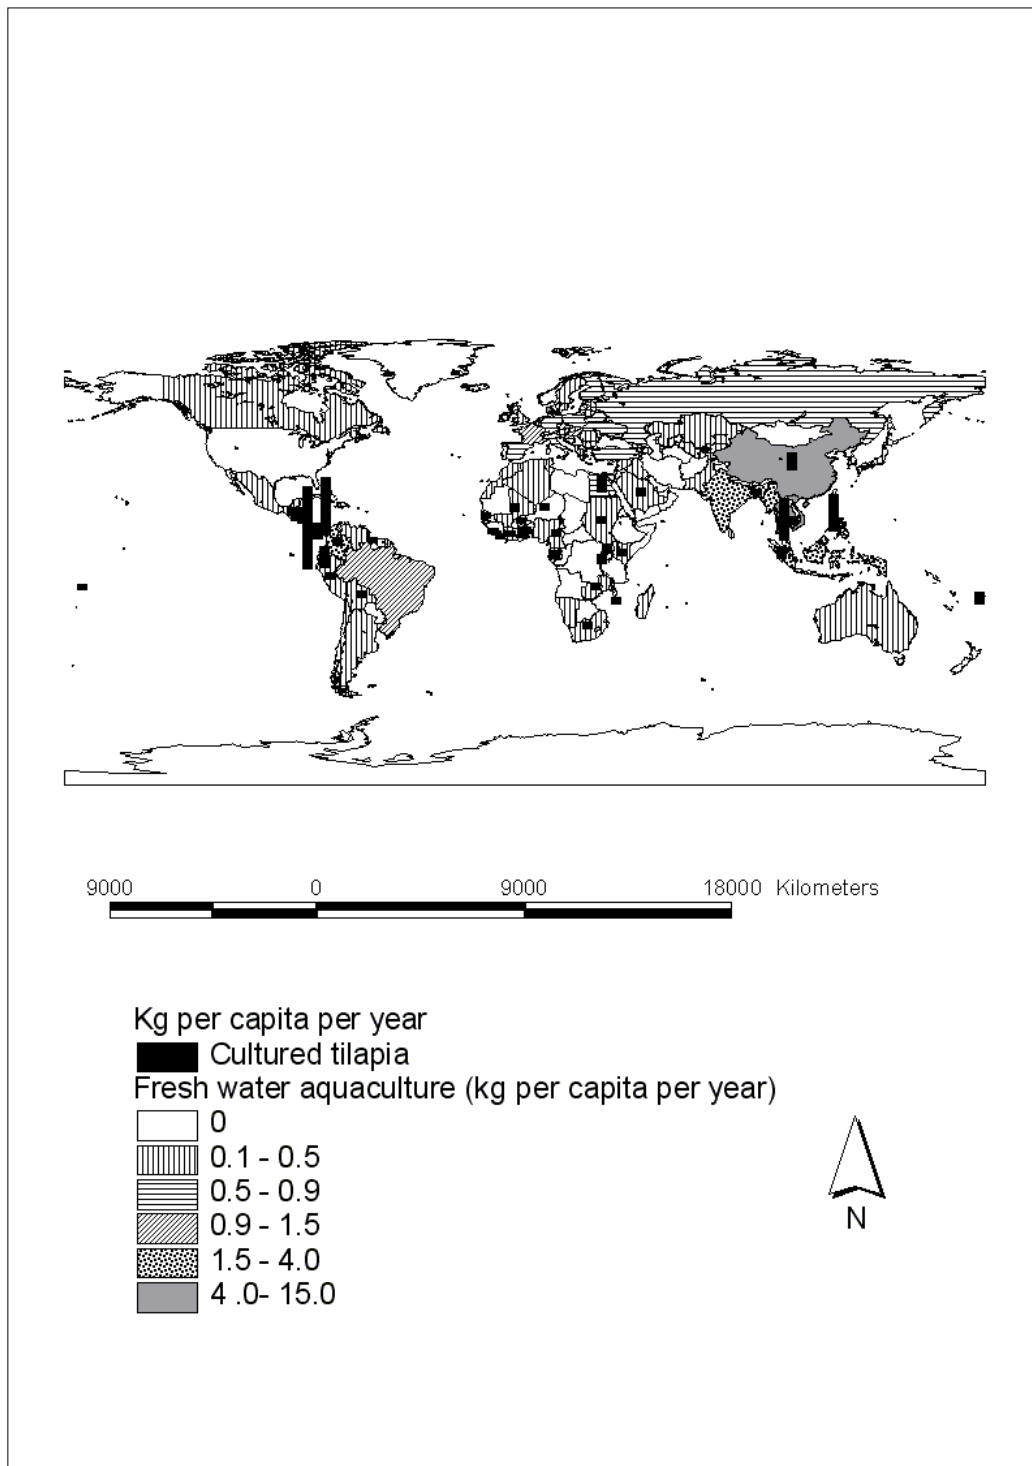 9000 0 9000 18000 Kilometers
Kg per capita per year
Cultured tilapia
Fresh water aquaculture (kg per capita per year)
0
0.1 - 0.5
0.5 - 0.9
0.9 - 1.5
1.5 - 4.0
4 .0- 15.0
N